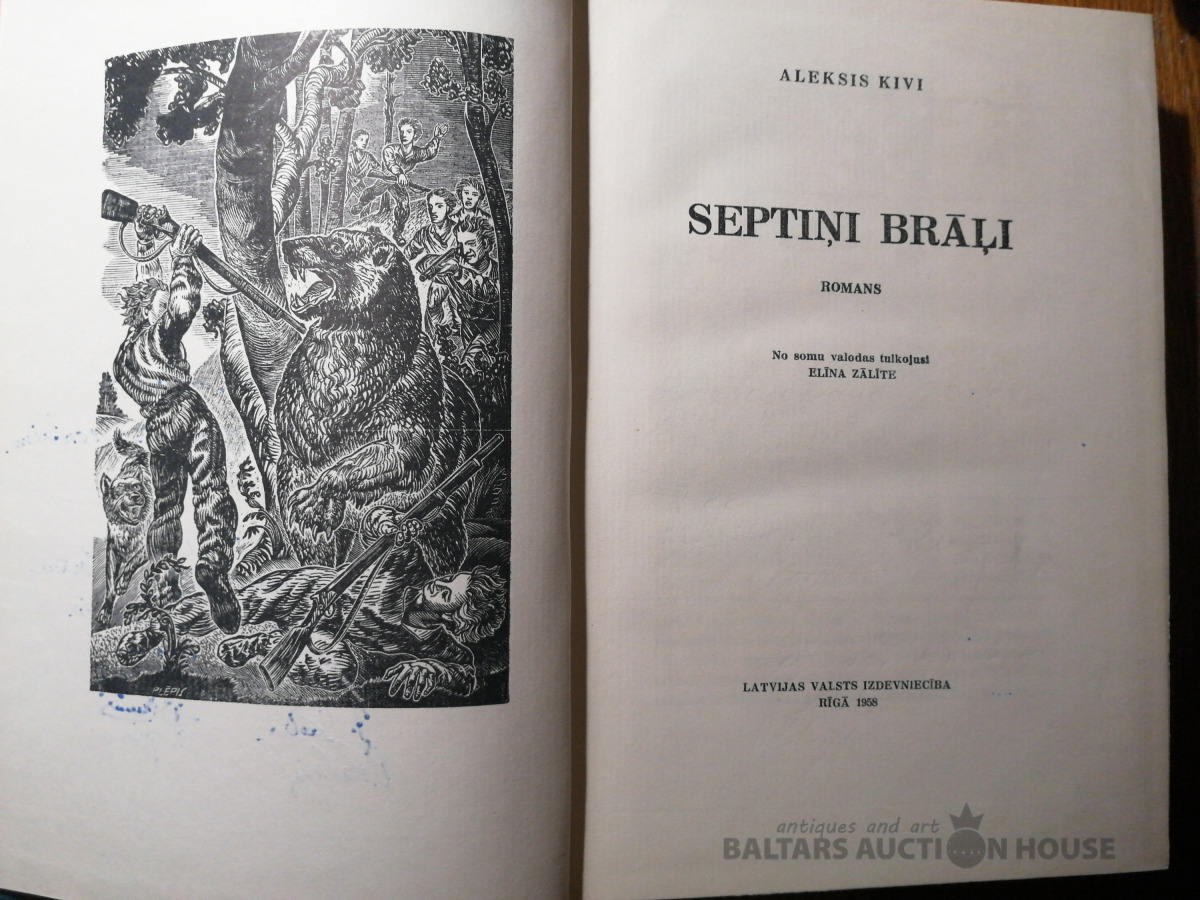 ALEKSIS KIVI
SEPTIŅI BRĀĻI
ROMANS
No somu valodas tulkojusi
ELĪNA ZĀLĪTE
LATVIJAS VALSTS IZDEVNIECĪBA
RĪGĀ 1958
antiques and art
BALTARS AUCTION HOUSE